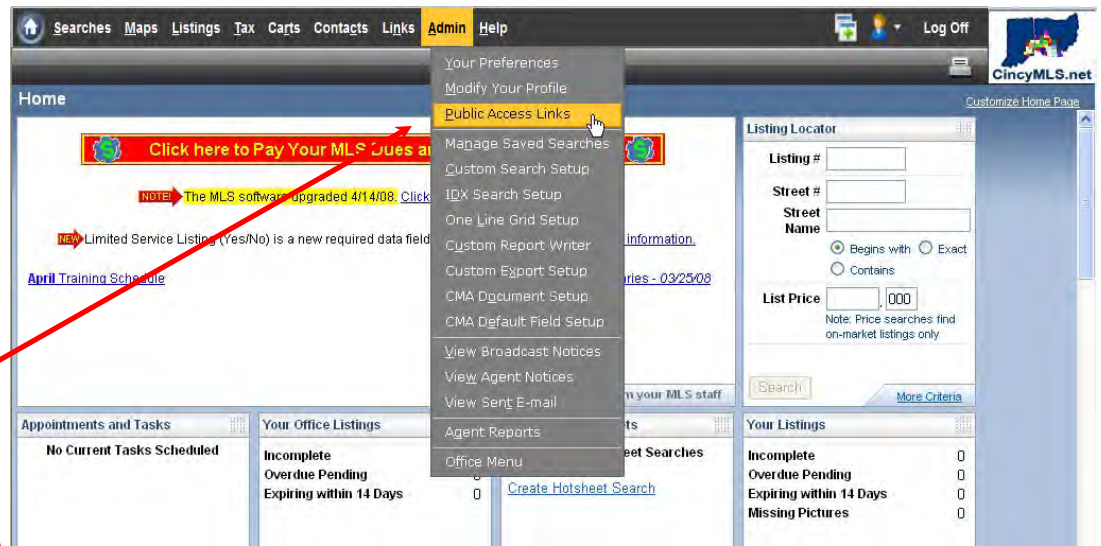 Searches Maps Listings Tax Carts Contacts Links Admin Help Log Off
CincyMLS.net
Home
Customize Home Page
Your Preferences
Modify Your Profile
Public Access Links
Manage Saved Searches
Custom Search Setup
IDX Search Setup
One Line Grid Setup
Custom Report Writer
Custom Export Setup
CMA Document Setup
CMA Default Field Setup
View Broadcast Notices
View Agent Notices
View Sent E-mail
Agent Reports
Office Menu
Click here to Pay Your MLS Dues
NOTE! The MLS software upgraded 4/14/08. Click
NEW Limited Service Listing (Yes/No) is a new required data field information.
April Training Schedule - 03/25/08
your MLS staff
Listing Locator
Listing #
Street #
Street
Name
Begins with Exact
Contains
List Price , 000
Note: Price searches find
on-market listings only
Search More Criteria
Appointments and Tasks
No Current Tasks Scheduled
Your Office Listings
Incomplete
Overdue Pending
Expiring within 14 Days 0
Searches
Create Hotsheet Search
Your Listings
Incomplete 0
Overdue Pending 0
Expiring within 14 Days 0
Missing Pictures 0